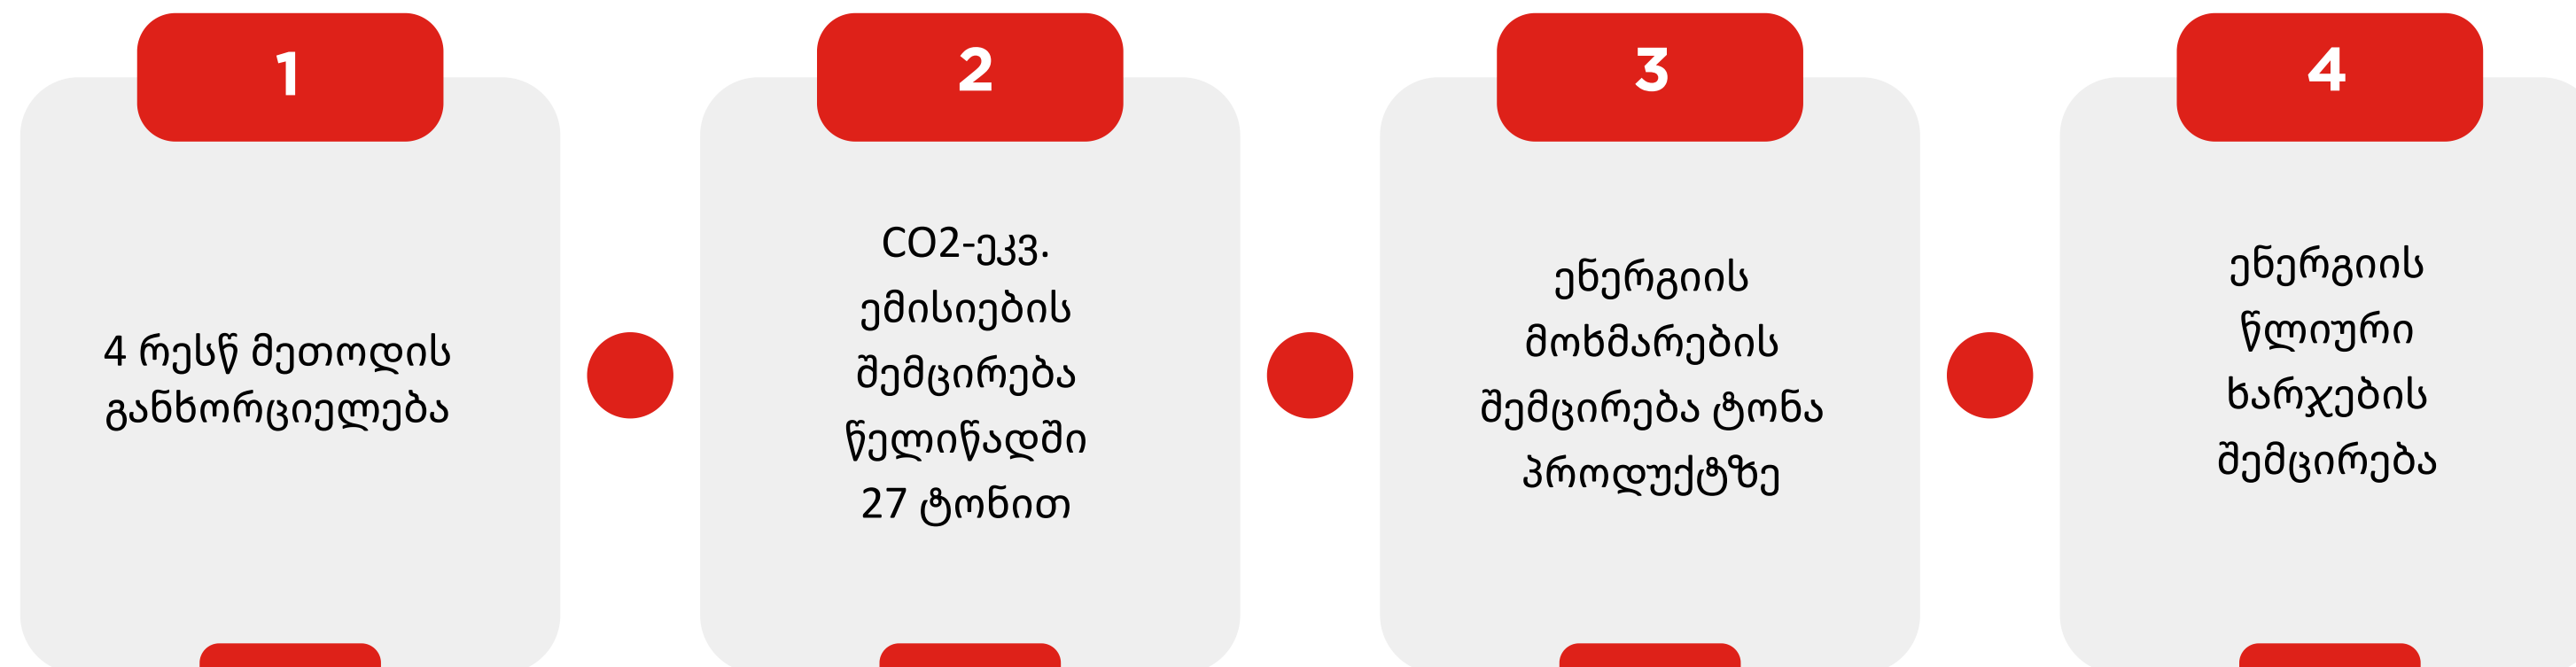 1
4 რესწ მეთოდის
განხორციელება
2
CO2-ეკვ.
ემისიების
შემცირება
წელიწადში
27 ტონით
3
ენერგიის
მოხმარების
შემცირება ტონა
პროდუქტზე
4
ენერგიის
წლიური
ხარჯების
შემცირება